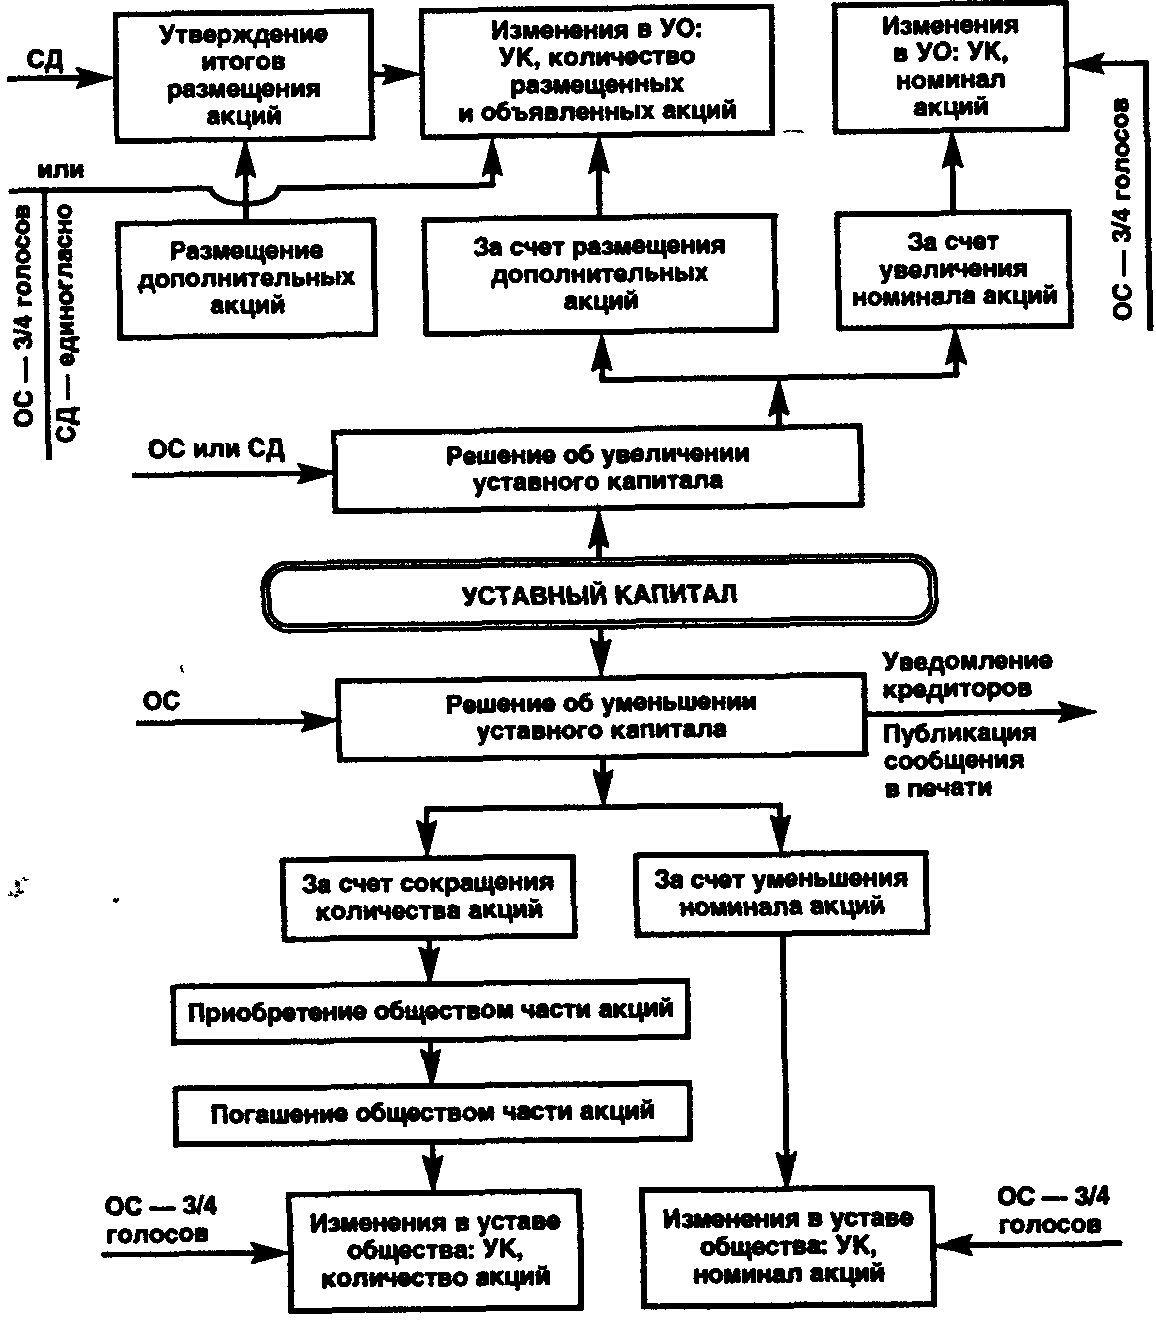 СД
Утверждение
итогов
размещения
акций
Изменения в УО:
УК, количество
размещенных
и объявленных акций
Изменения
в УО: УК,
номинал
акций
ОС — 3/4 голосов
или
ОС — 3/4 голосов
СД — единогласно
Размещение
дополнительных
акций
За счет размещения
дополнительных
акций
За счет
увеличения
номинала акций
ОС или СД
Решение об увеличении
уставного капитала
УСТАВНЫЙ КАПИТАЛ
ОС
Решение об уменьшении
уставного капитала
Уведомление
кредиторов
Публикация
сообщения
в печати
За счет сокращения
количества акций
За счет уменьшения
номинала акций
Приобретение обществом части акций
Погашение обществом части акций
ОС — 3/4
голосов
Изменения в уставе
общества: УК,
количество акций
Изменения в уставе
общества: УК,
номинал акций
ОС — 3/4
голосов